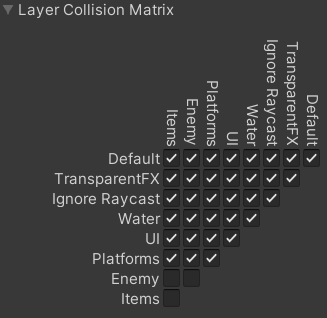 Layer Collision Matrix
Items
Enemy
Platforms
UI
Water
Ignore Raycast
TransparentFX
Default
Default
TransparentFX
Ignore Raycast
Water
UI
Platforms
Enemy
Items